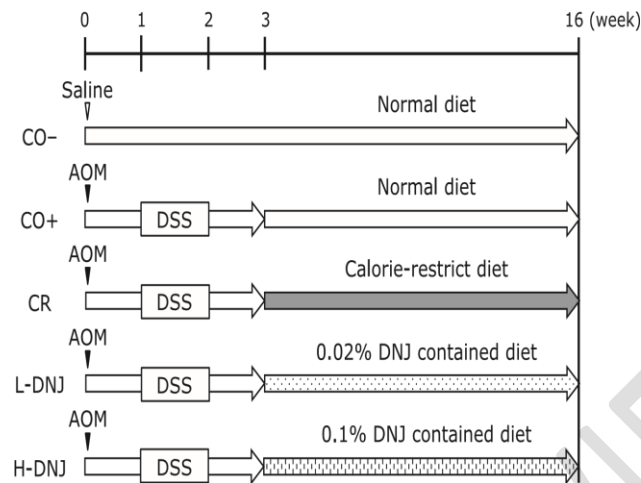 0 1 2 3 16 (week)
Saline
Normal diet
CO−
AOM
Normal diet
CO+ DSS
AOM
Calorie-restrict diet
CR DSS
AOM
0.02% DNJ contained diet
L-DNJ DSS
AOM
0.1% DNJ contained diet
H-DNJ DSS